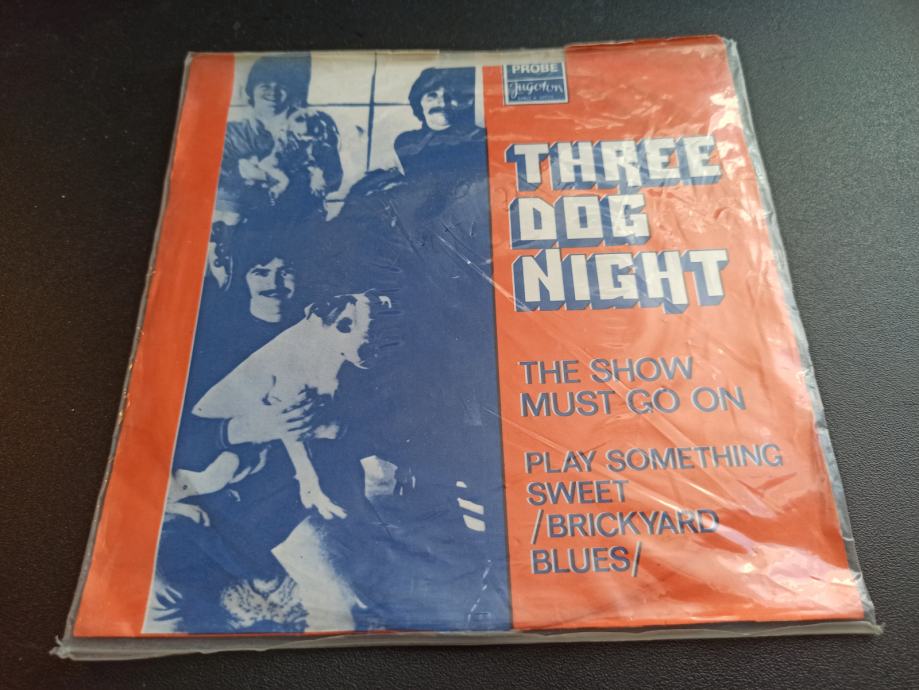 PROBE
Jugoton
THREE
DOG
NIGHT
THE SHOW
MUST GO ON
PLAY SOMETHING
SWEET
/BRICKYARD
BLUES/